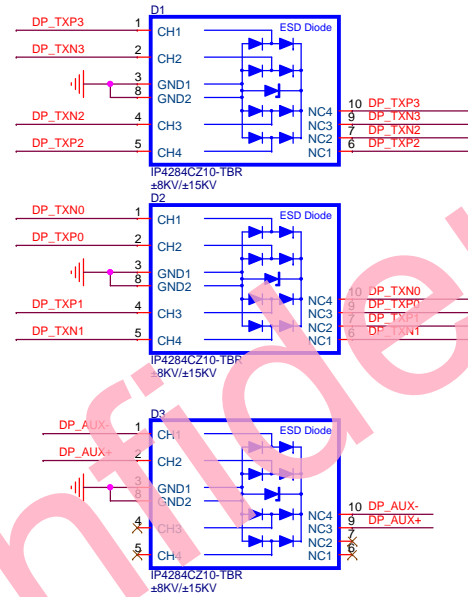 D1
ESD Diode
DP_TXP3 1 CH1
DP_TXN3 2 CH2
3 GND1
8 GND2
DP_TXN2 4 CH3
DP_TXP2 5 CH4
NC4 10 DP_TXP3
NC3 9 DP_TXN3
NC2 7 DP_TXN2
NC1 6 DP_TXP2
IP4284CZ10-TBR
±8KV/±15KV
D2
ESD Diode
DP_TXN0 1 CH1
DP_TXP0 2 CH2
3 GND1
8 GND2
DP_TXP1 4 CH3
DP_TXN1 5 CH4
NC4 10 DP_TXN0
NC3 9 DP_TXP0
NC2 7 DP_TXP1
NC1 6 DP_TXN1
IP4284CZ10-TBR
±8KV/±15KV
D3
ESD Diode
DP_AUX- 1 CH1
DP_AUX+ 2 CH2
3 GND1
8 GND2
4 CH3
5 CH4
NC4 10 DP_AUX-
NC3 9 DP_AUX+
NC2 7
NC1 6
IP4284CZ10-TBR
±8KV/±15KV
nfide